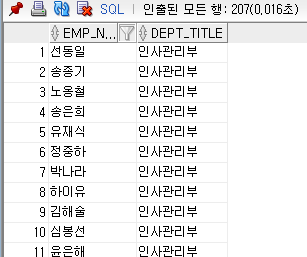 SQL | 인출된 모든 행: 207(0,016초)
EMP_N... DEPT_TITLE
1 선동일 인사관리부
2 송종기 인사관리부
3 노옹철 인사관리부
4 송은희 인사관리부
5 유재식 인사관리부
6 정중하 인사관리부
7 박나라 인사관리부
8 하이유 인사관리부
9 김해술 인사관리부
10 심봉선 인사관리부
11 윤은해 인사관리부